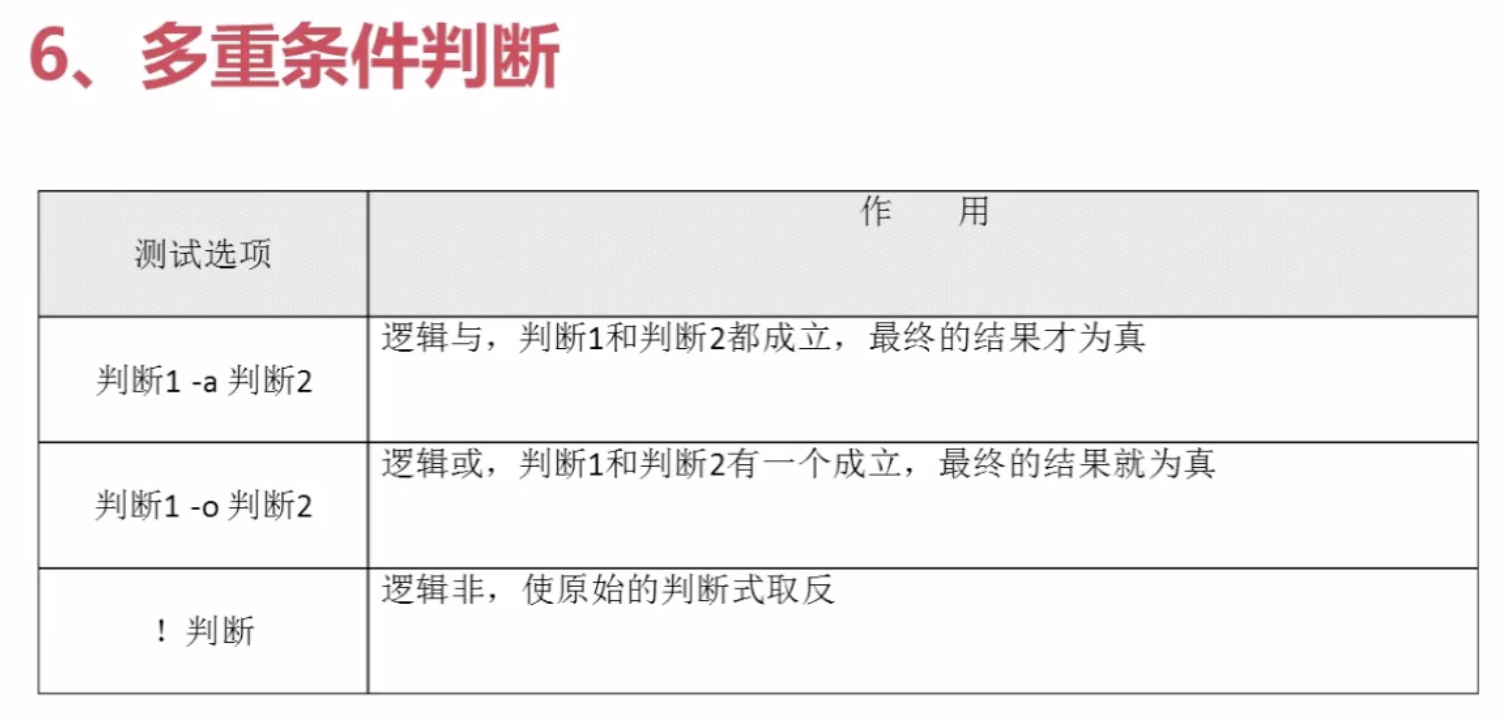 6、多重条件判断
测试选项
作 用
判断1 -a 判断2
逻辑与，判断1和判断2都成立，最终的结果才为真
判断1 -o 判断2
逻辑或，判断1和判断2有一个成立，最终的结果就为真
！判断
逻辑非，使原始的判断式取反